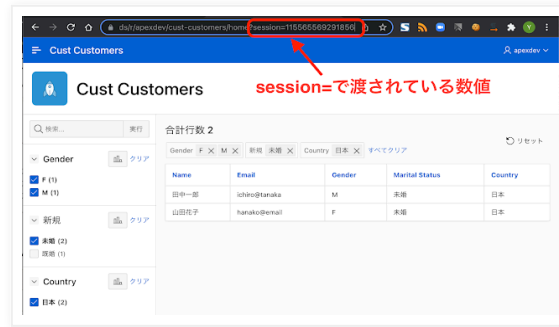 ds/r/apexdev/cust-customers/home?session=115565569291856
Cust Customers
apexdev
Cust Customers
session=で渡されている数値
検索...
実行
合計行数 2
リセット
Gender F M 新規 未婚 Country 日本 すべてクリア
Gender クリア
F (1)
M (1)
新規 クリア
未婚 (2)
既婚 (1)
Country クリア
日本 (2)
Name Email Gender Marital Status Country
田中一郎 ichiro@tanaka M 未婚 日本
山田花子 hanako@email F 未婚 日本